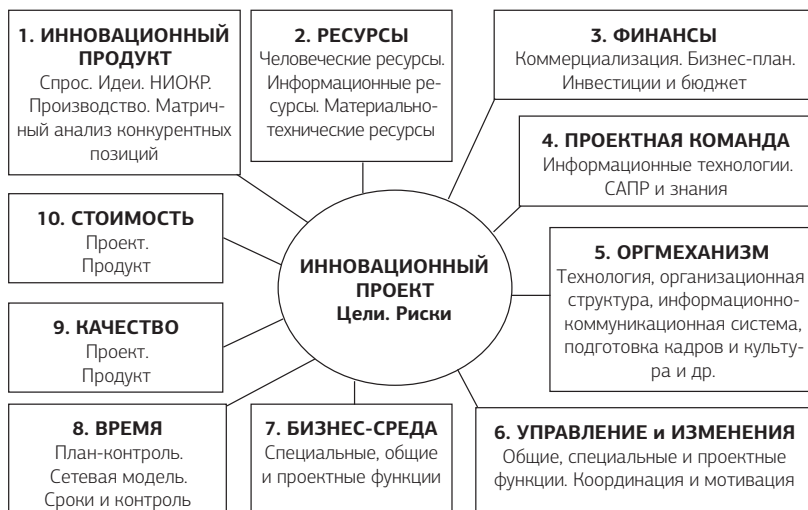 1. ИННОВАЦИОННЫЙ
ПРОДУКТ
Спрос. Идеи. НИОКР.
Производство. Матрич-
ный анализ конкурентных
позиций
2. РЕСУРСЫ
Человеческие ресурсы.
Информационные ре-
сурсы. Материально-
технические ресурсы
3. ФИНАНСЫ
Коммерциализация. Бизнес-план.
Инвестиции и бюджет
4. ПРОЕКТНАЯ КОМАНДА
Информационные технологии.
САПР и знания
ИННОВАЦИОННЫЙ
ПРОЕКТ
Цели. Риски
5. ОРГМЕХАНИЗМ
Технология, организационная
структура, информационно-
коммуникационная система,
подготовка кадров и культу-
ра и др.
6. УПРАВЛЕНИЕ и ИЗМЕНЕНИЯ
Общие, специальные и проектные
функции. Координация и мотивация
7. БИЗНЕС-СРЕДА
Специальные, общие
и проектные функции
8. ВРЕМЯ
План-контроль.
Сетевая модель.
Сроки и контроль
9. КАЧЕСТВО
Проект.
Продукт
10. СТОИМОСТЬ
Проект.
Продукт